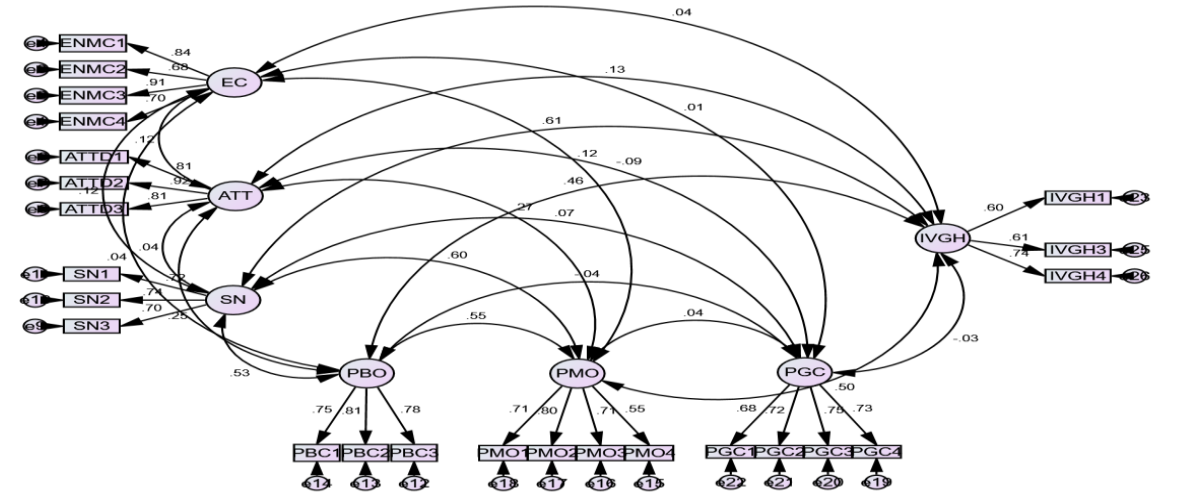 .04
ENMC1
.84
ENMC2
.68
EC
ENMC3
.91
.13
ENMC4
.70
.01
.61
.12
ATTD1
.81
.12
-.09
ATTD2
.92
ATT
.46
.12
ATTD3
.81
.27
.07
IVGH1
.60
IVGH
.61
IVGH3
.04
.04
.60
.74
IVGH4
SN1
.72
-.04
SN
SN2
.74
SN3
.70
.25
.55
.04
-.03
.53
PBO
PMO
PGC
.50
.75
.81
.78
.71
.80
.71
.55
.68
.72
.75
.73
PBC1
PBC2
PBC3
PMO1
PMO2
PMO3
PMO4
PGC1
PGC2
PGC3
PGC4
e14
e13
e12
e18
e17
e16
e15
e22
e21
e20
e19